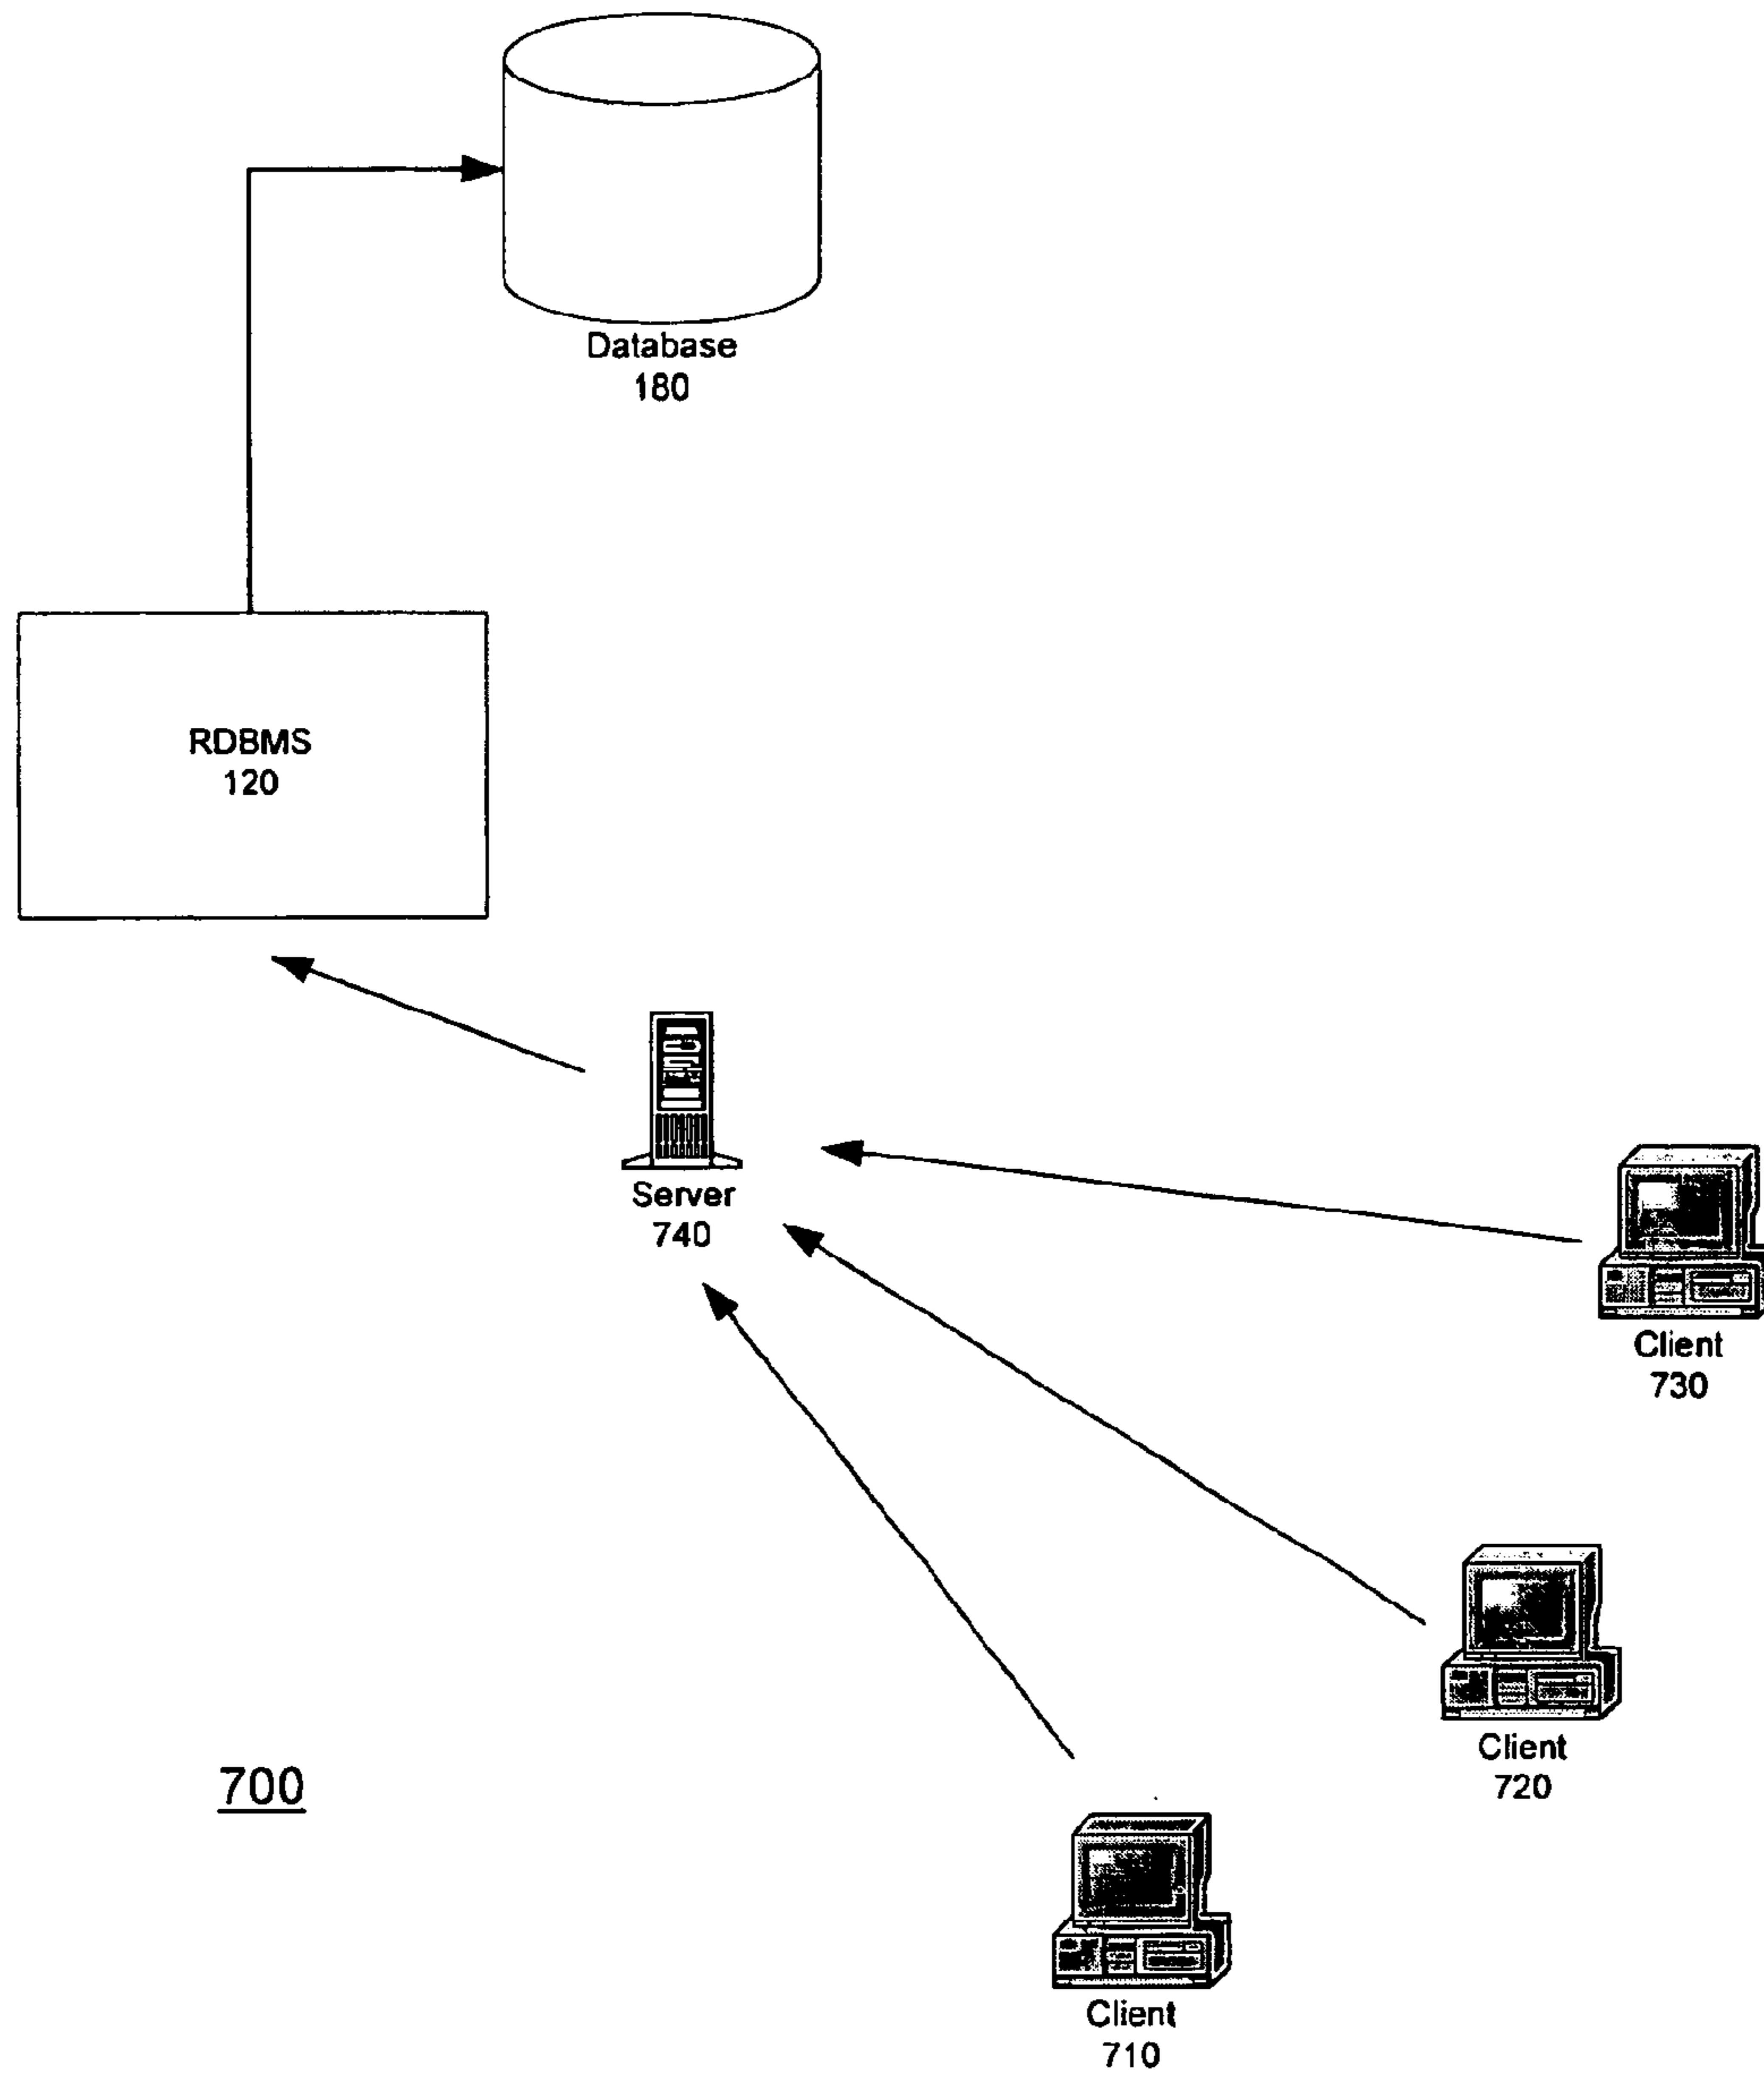 Database
180
RDBMS
120
Server
740
Client
730
Client
720
700
Client
710